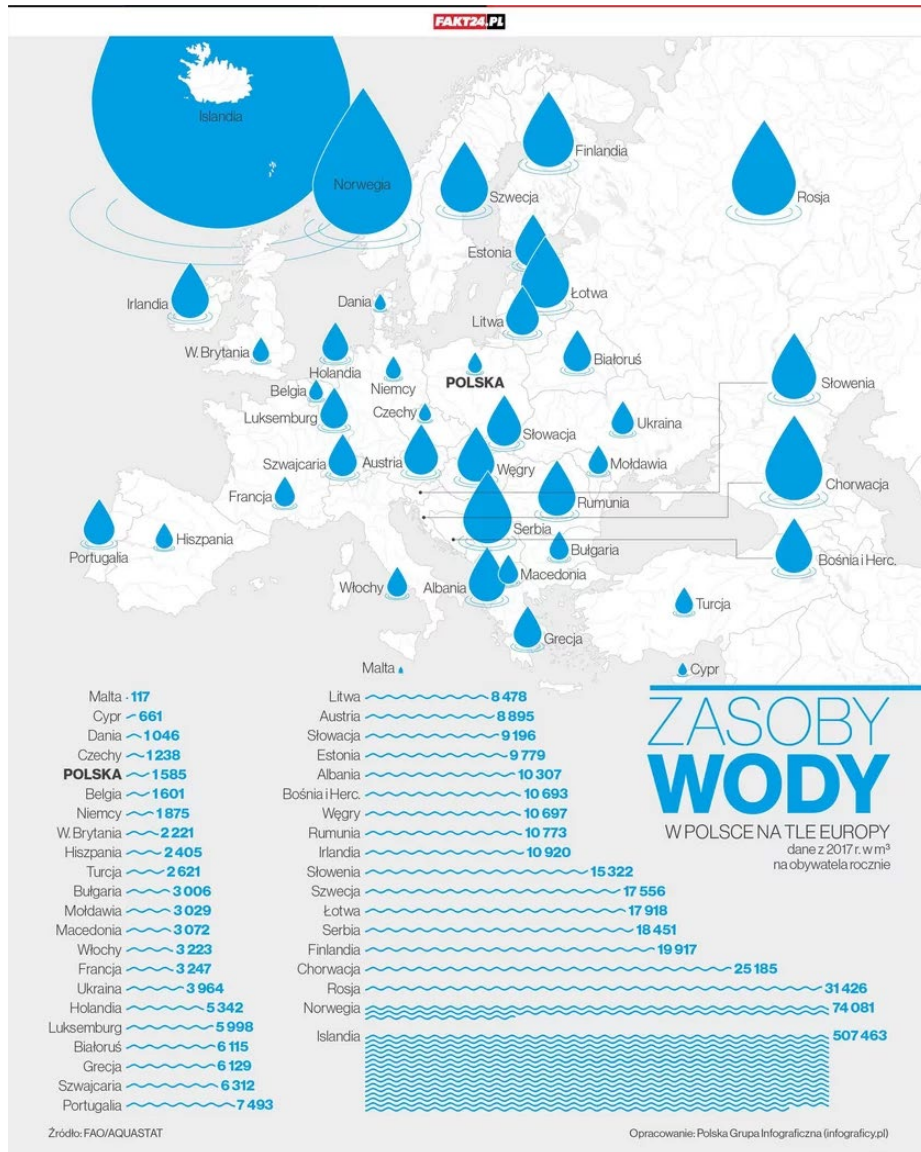 FAKT24.PL
Islandia
Norwegia
Finlandia
Szwecja
Rosja
Estonia
Łotwa
Litwa
Irlandia
Dania
W. Brytania
Holandia
Niemcy
POLSKA
Białoruś
Belgia
Luksemburg
Czechy
Słowacja
Ukraina
Słowenia
Szwajcaria
Austria
Węgry
Mołdawia
Chorwacja
Francja
Rumunia
Serbia
Portugalia
Hiszpania
Bułgaria
Bośnia i Herc.
Włochy
Albania
Macedonia
Turcja
Grecja
Malta
Cypr
Malta 117
Cypr 661
Dania 1 046
Czechy 1 238
POLSKA 1 585
Belgia 1 601
Niemcy 1 875
W. Brytania 2 221
Hiszpania 2 405
Turcja 2 621
Bułgaria 3 006
Mołdawia 3 029
Macedonia 3 072
Włochy 3 223
Francja 3 247
Ukraina 3 964
Holandia 5 342
Luksemburg 5 998
Białoruś 6 115
Grecja 6 129
Szwajcaria 6 312
Portugalia 7 493
Litwa 8 478
Austria 8 895
Słowacja 9 196
Estonia 9 779
Albania 10 307
Bośnia i Herc. 10 693
Węgry 10 697
Rumunia 10 773
Irlandia 10 920
Słowenia 15 322
Szwecja 17 556
Łotwa 17 918
Serbia 18 451
Finlandia 19 917
Chorwacja 25 185
Rosja 31 426
Norwegia 74 081
Islandia 507 463
ZASOBY
WODY
W POLSCE NA TLE EUROPY
dane z 2017 r. w m³
na obywatela rocznie
Źródło: FAO/AQUASTAT
Opracowanie: Polska Grupa Infograficzna (infograficy.pl)